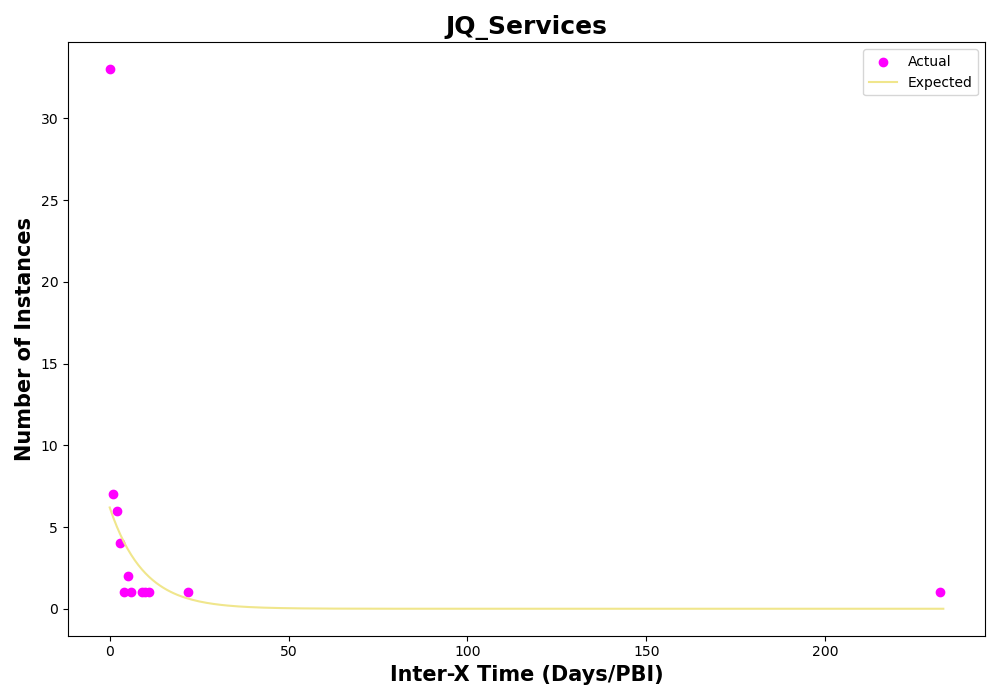 JQ_Services
Actual
Expected
30
25
20
15
10
5
0
Number of Instances
0 50 100 150 200
Inter-X Time (Days/PBI)